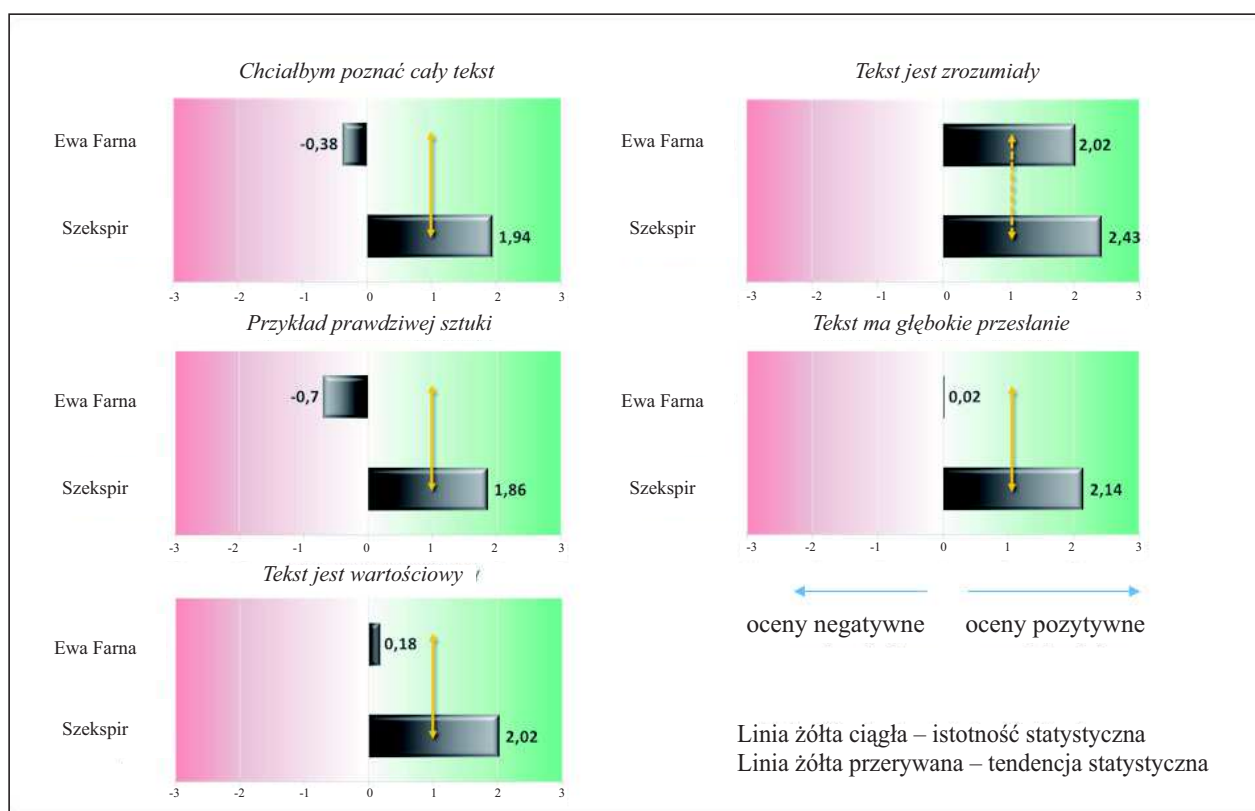 Chciałbym poznać cały tekst
Ewa Farna
-0,38
Szekspir
1,94
-3 -2 -1 0 1 2 3
Tekst jest zrozumiały
Ewa Farna
2,02
Szekspir
2,43
-3 -2 -1 0 1 2 3
Przykład prawdziwej sztuki
Ewa Farna
-0,7
Szekspir
1,86
-3 -2 -1 0 1 2 3
Tekst ma głębokie przesłanie
Ewa Farna
0,02
Szekspir
2,14
-3 -2 -1 0 1 2 3
Tekst jest wartościowy
Ewa Farna
0,18
Szekspir
2,02
-3 -2 -1 0 1 2 3
oceny negatywne oceny pozytywne
Linia żółta ciągła – istotność statystyczna
Linia żółta przerywana – tendencja statystyczna